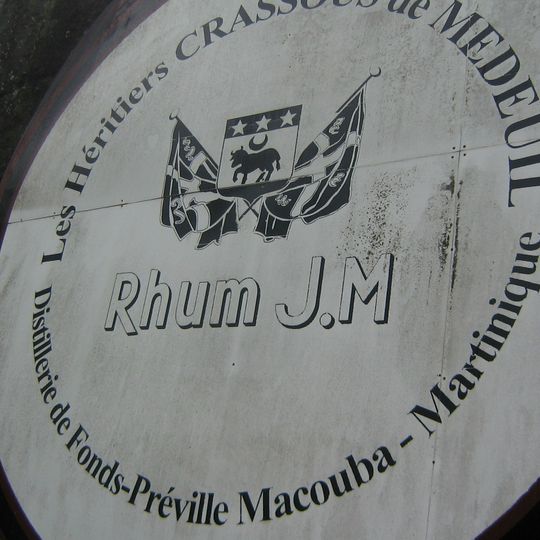 Les Héritiers CRASSOUS de MEDEUIL
Rhum J.M
Distillerie de Fonds-Préville Macouba - Martinique